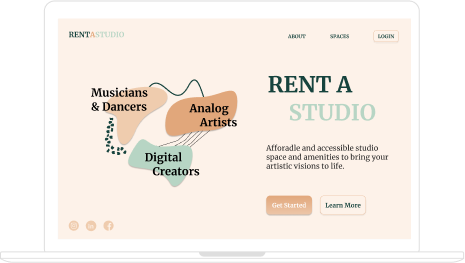 RENTASTUDIO
ABOUT
SPACES
LOGIN
Musicians
& Dancers
Analog
Artists
Digital
Creators
RENT A
STUDIO
Afforadle and accessible studio
space and amenities to bring your
artistic visions to life.
Get Started
Learn More